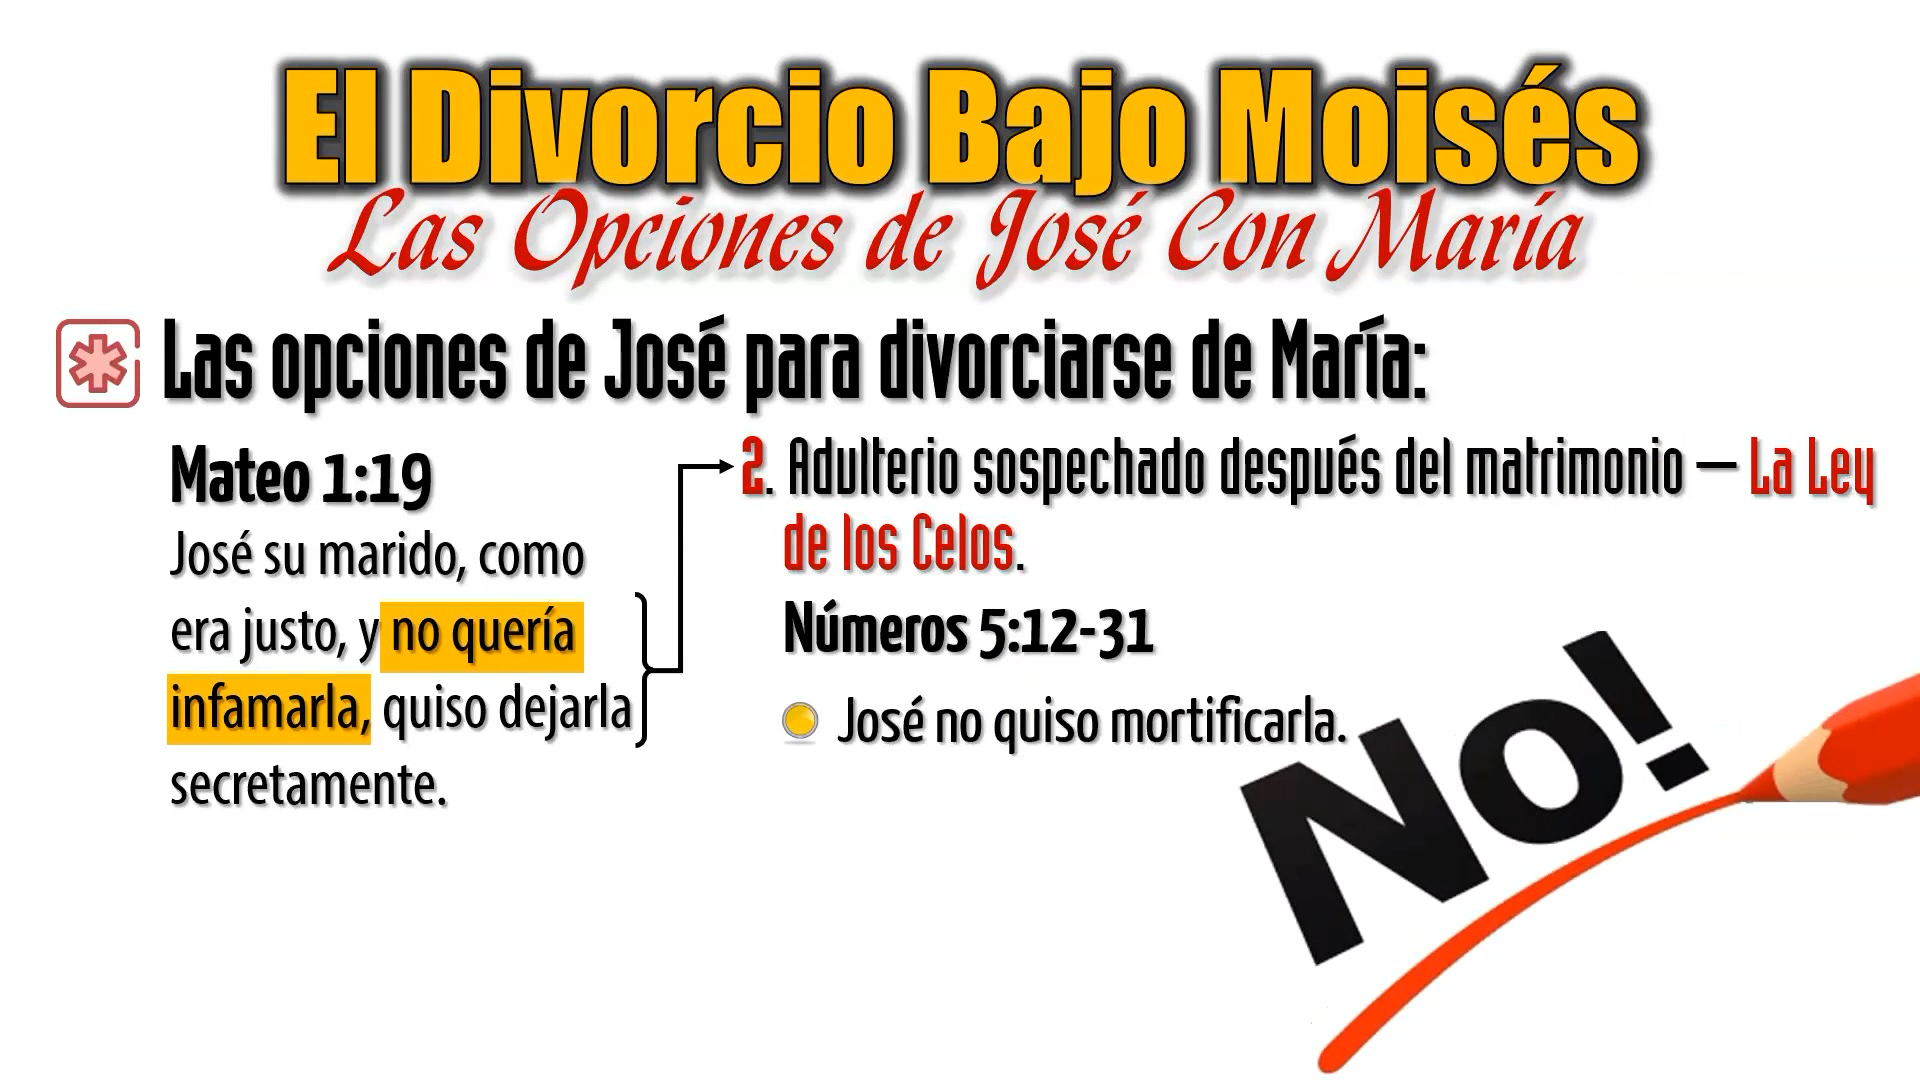 El Divorcio Bajo Moisés
Las Opciones de José Con María
Las opciones de José para divorciarse de María:
Mateo 1:19
José su marido, como
era justo, y no quería
infamarla, quiso dejarla
secretamente.
2. Adulterio sospechado después del matrimonio — La Ley
de los Celos.
Números 5:12-31
José no quiso mortificarla.
No!